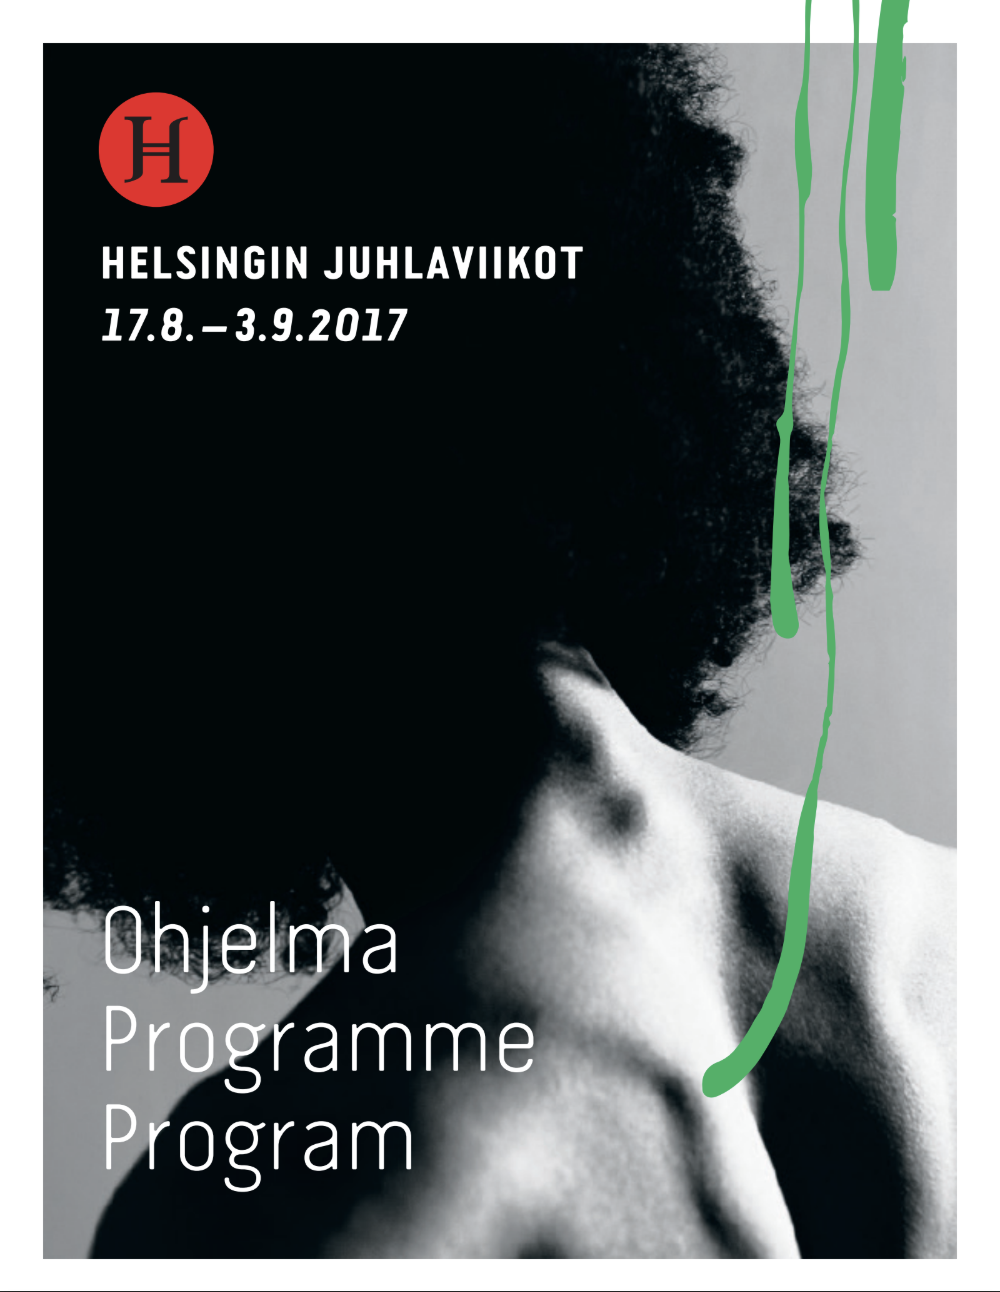 H
HELSINGIN JUHLAVIIKOT
17.8.–3.9.2017
Ohjelma
Programme
Program